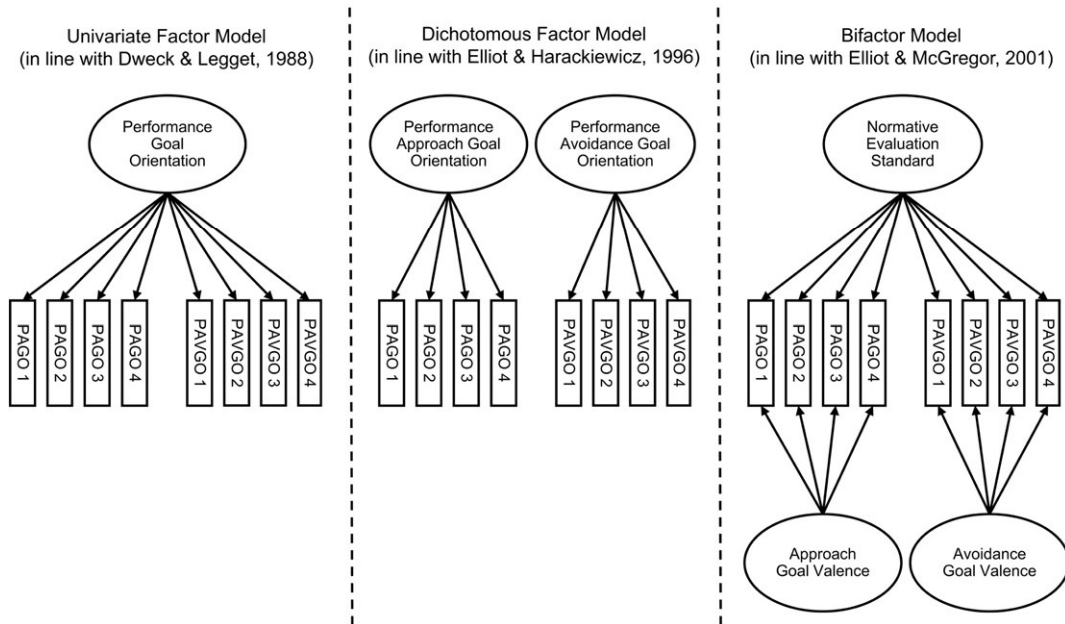 Univariate Factor Model
(in line with Dweck & Legget, 1988)
Performance
Goal
Orientation
PAGO 1
PAGO 2
PAGO 3
PAGO 4
PAVGO 1
PAVGO 2
PAVGO 3
PAVGO 4
Dichotomous Factor Model
(in line with Elliot & Harackiewicz, 1996)
Performance
Approach Goal
Orientation
Performance
Avoidance Goal
Orientation
PAGO 1
PAGO 2
PAGO 3
PAGO 4
PAVGO 1
PAVGO 2
PAVGO 3
PAVGO 4
Bifactor Model
(in line with Elliot & McGregor, 2001)
Normative
Evaluation
Standard
PAGO 1
PAGO 2
PAGO 3
PAGO 4
PAVGO 1
PAVGO 2
PAVGO 3
PAVGO 4
Approach
Goal Valence
Avoidance
Goal Valence